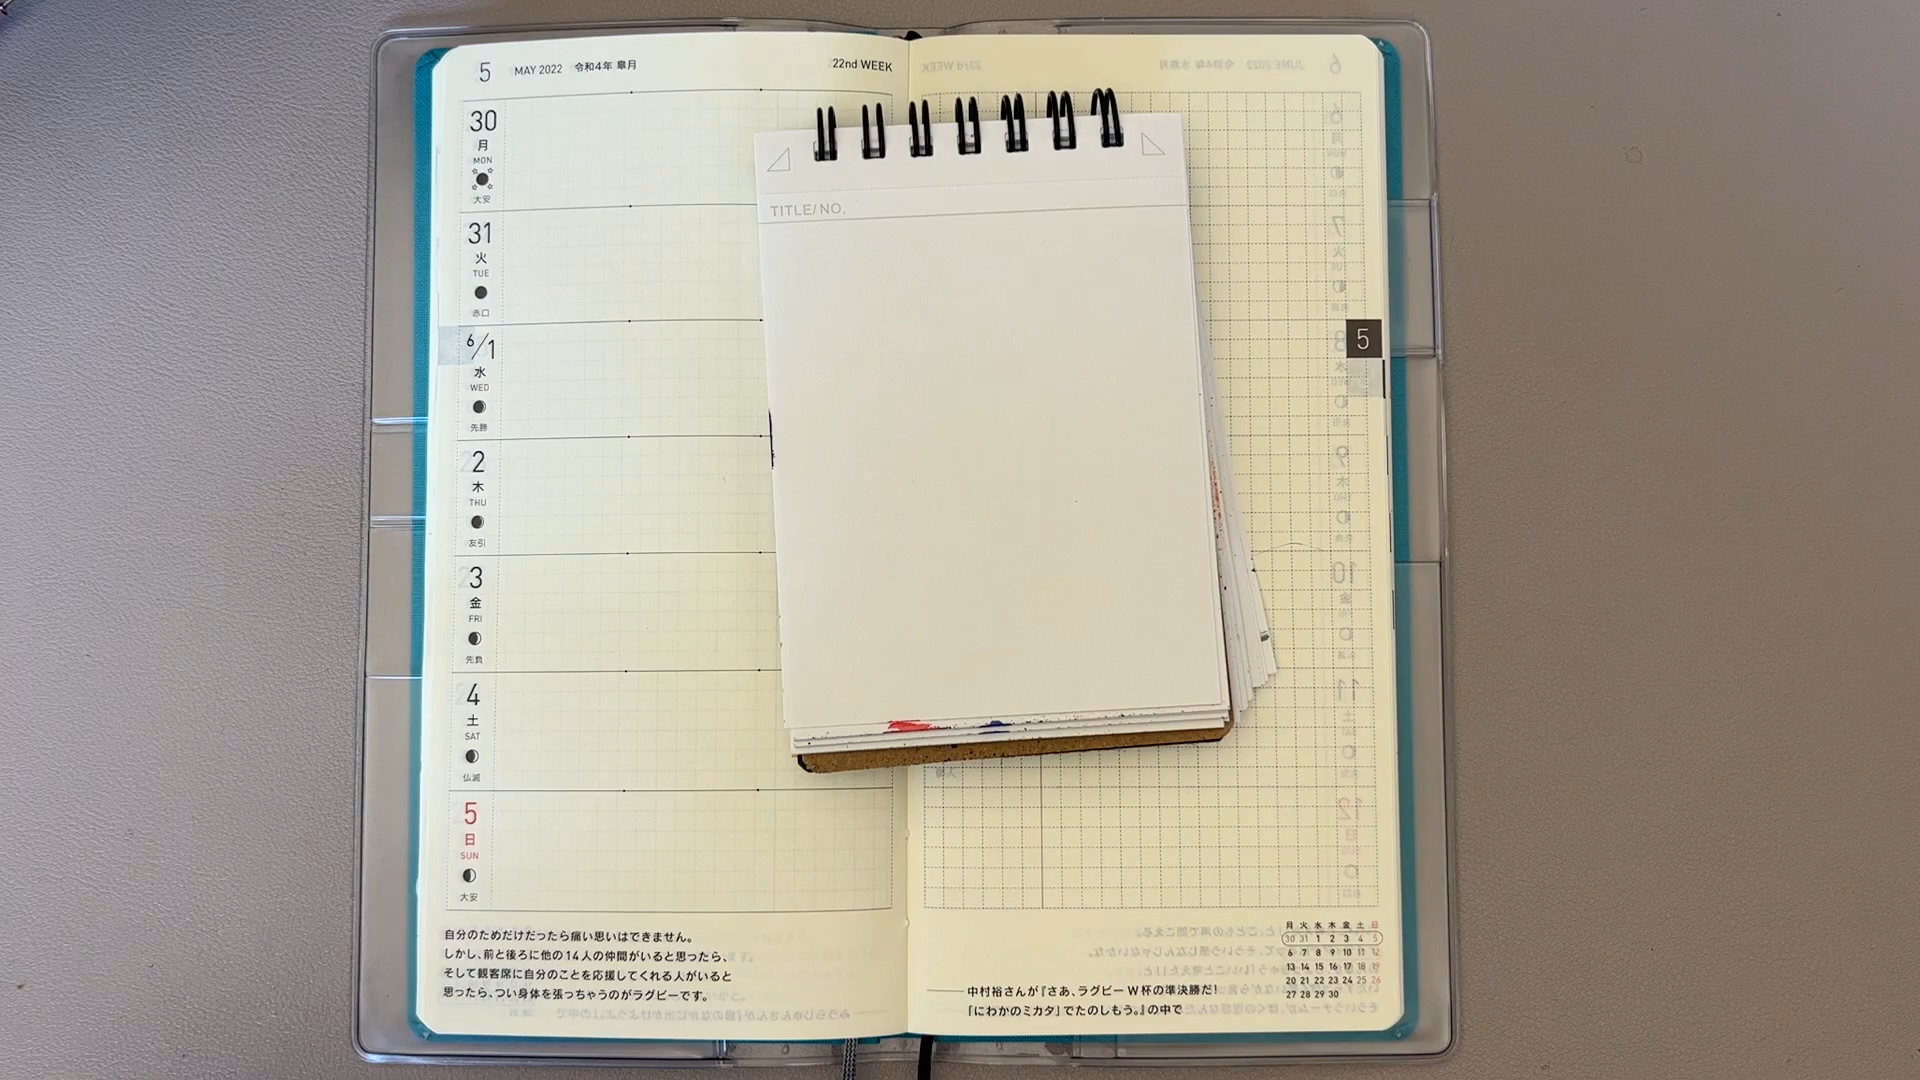 5 MAY 2022 令和4年 皐月
22nd WEEK
30
月
MON
大安
31
火
TUE
赤口
6/1
水
WED
先勝
2
木
THU
友引
3
金
FRI
先負
4
土
SAT
仏滅
5
日
SUN
大安
自分のためだけだったら痛い思いはできません。
しかし、前と後ろに他の14人の仲間がいると思ったら、
そして観客席に自分のことを応援してくれる人がいると
思ったら、つい身体を張っちゃうのがラグビーです。
TITLE/NO.
5
中村裕さんが『さあ、ラグビーW杯の準決勝だ!
「にわかのミカタ」でたのしもう。』の中で
月 火 水 木 金 土 日
30 31 1 2 3 4 5
6 7 8 9 10 11 12
13 14 15 16 17 18 19
20 21 22 23 24 25 26
27 28 29 30